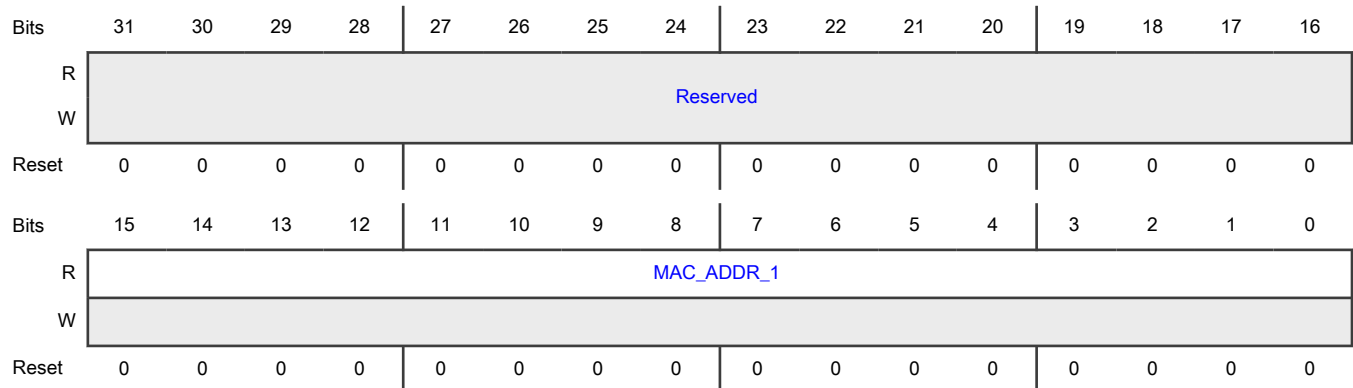 Bits 31 30 29 28 27 26 25 24 23 22 21 20 19 18 17 16
R
Reserved
W
Reset 0 0 0 0 0 0 0 0 0 0 0 0 0 0 0 0
Bits 15 14 13 12 11 10 9 8 7 6 5 4 3 2 1 0
R MAC_ADDR_1
W
Reset 0 0 0 0 0 0 0 0 0 0 0 0 0 0 0 0